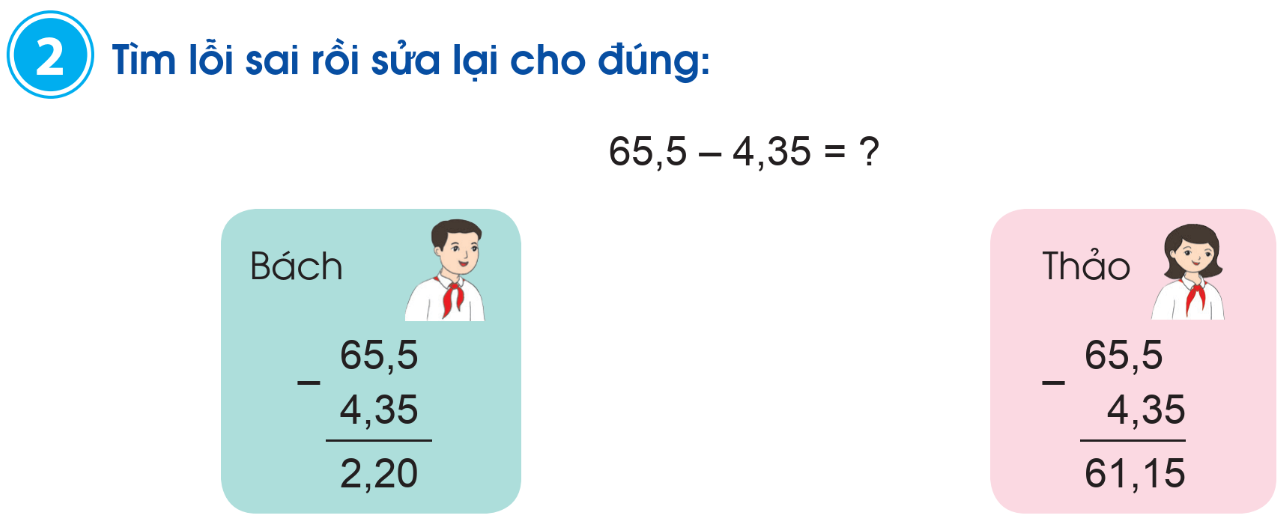 2 Tìm lỗi sai rồi sửa lại cho đúng:
65,5 – 4,35 = ?
Bách
65,5
–
4,35
2,20
Thảo
65,5
–
4,35
61,15